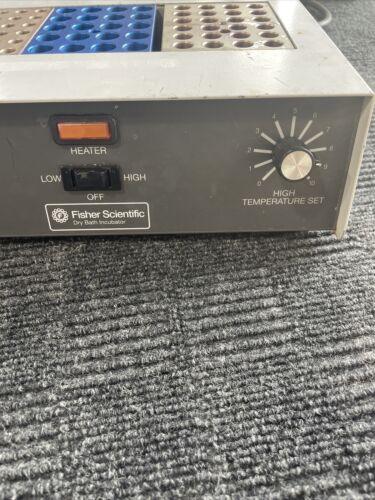 HEATER
LOW HIGH
OFF
Fisher Scientific
Dry Bath Incubator
0 1 2 3 4 5 6 7 8 9 10
HIGH
TEMPERATURE SET